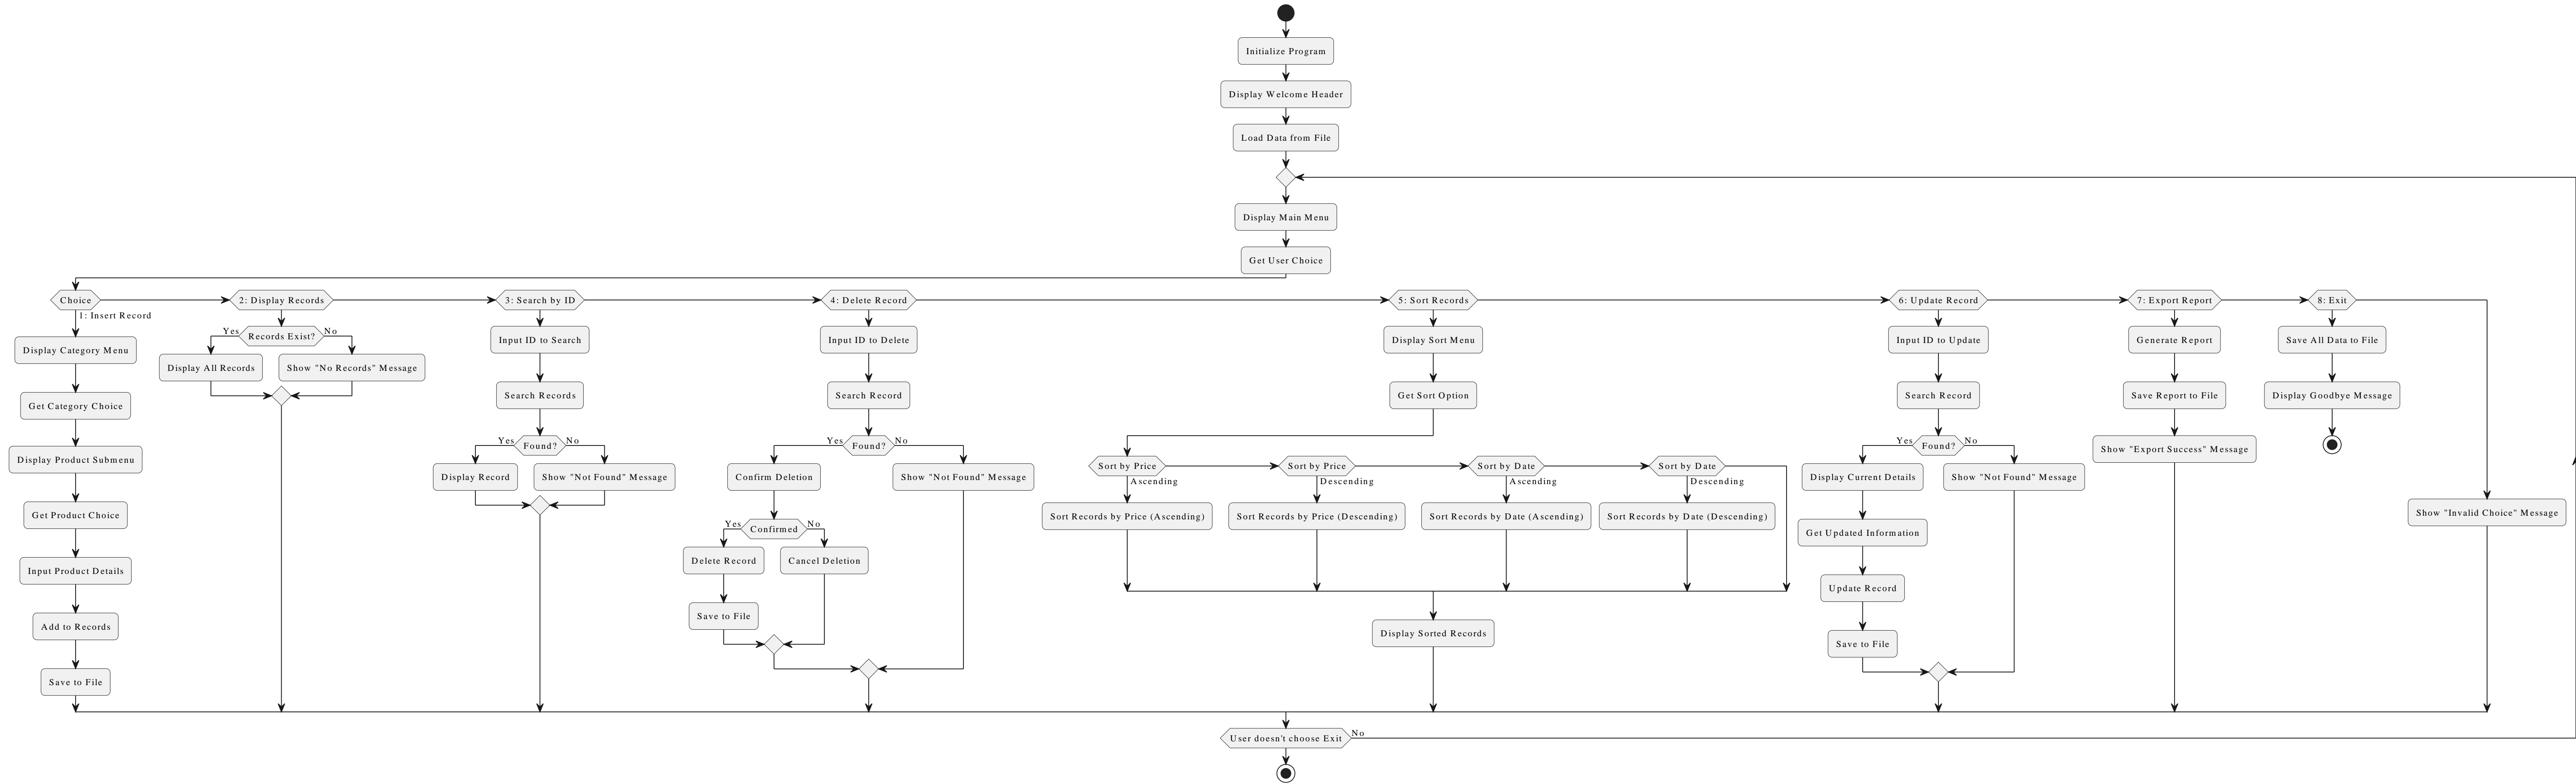 Initialize Program
Display Welcome Header
Load Data from File
Display Main Menu
Get User Choice
Choice
1: Insert Record
Display Category Menu
Get Category Choice
Display Product Submenu
Get Product Choice
Input Product Details
Add to Records
Save to File
2: Display Records
Yes
Records Exist?
No
Display All Records
Show "No Records" Message
3: Search by ID
Input ID to Search
Search Records
Yes
Found?
No
Display Record
Show "Not Found" Message
4: Delete Record
Input ID to Delete
Search Record
Yes
Found?
No
Confirm Deletion
Show "Not Found" Message
Yes
Confirmed
No
Delete Record
Cancel Deletion
Save to File
5: Sort Records
Display Sort Menu
Get Sort Option
Sort by Price
Ascending
Sort Records by Price (Ascending)
Sort by Price
Descending
Sort Records by Price (Descending)
Sort by Date
Ascending
Sort Records by Date (Ascending)
Sort by Date
Descending
Sort Records by Date (Descending)
Display Sorted Records
6: Update Record
Input ID to Update
Search Record
Yes
Found?
No
Display Current Details
Show "Not Found" Message
Get Updated Information
Update Record
Save to File
7: Export Report
Generate Report
Save Report to File
Show "Export Success" Message
8: Exit
Save All Data to File
Display Goodbye Message
Show "Invalid Choice" Message
User doesn't choose Exit
No